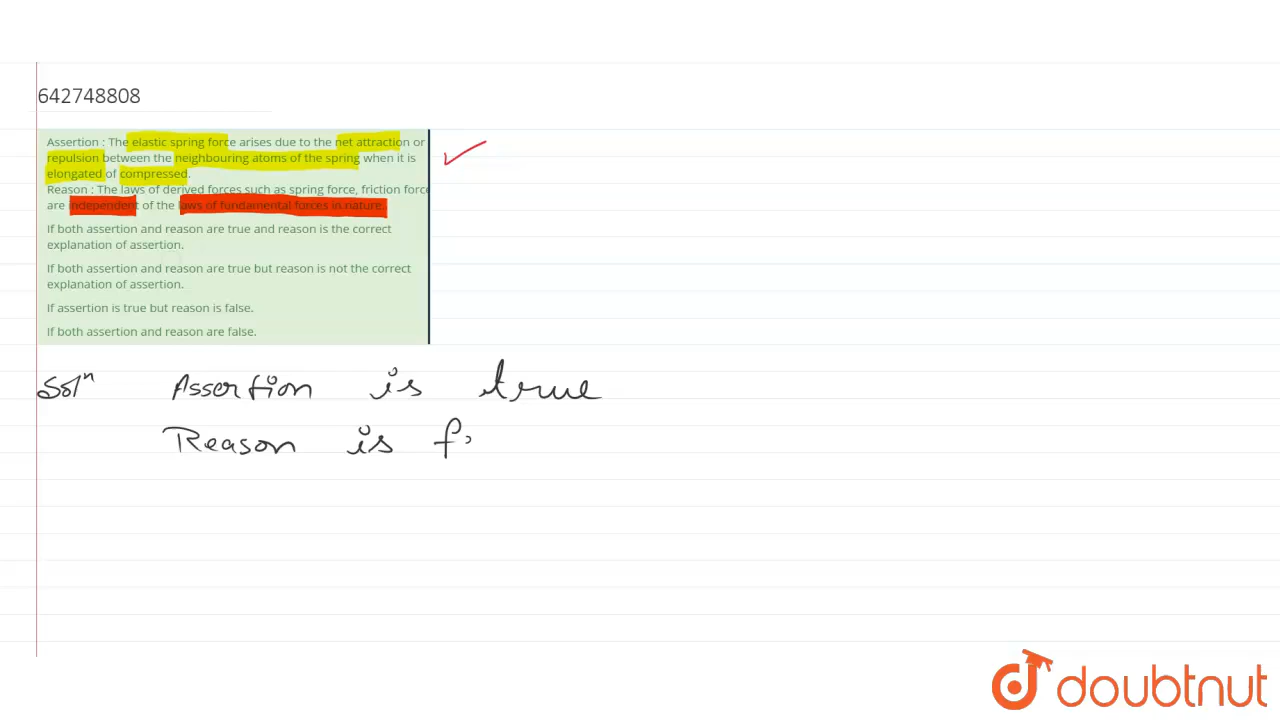 642748808
Assertion : The elastic spring force arises due to the net attraction or
repulsion between the neighbouring atoms of the spring when it is
elongated of compressed.
Reason : The laws of derived forces such as spring force, friction force
are independent of the laws of fundamental forces in nature.
If both assertion and reason are true and reason is the correct
explanation of assertion.
If both assertion and reason are true but reason is not the correct
explanation of assertion.
If assertion is true but reason is false.
If both assertion and reason are false.
Solⁿ Assertion is true
Reason is f
doubtnut